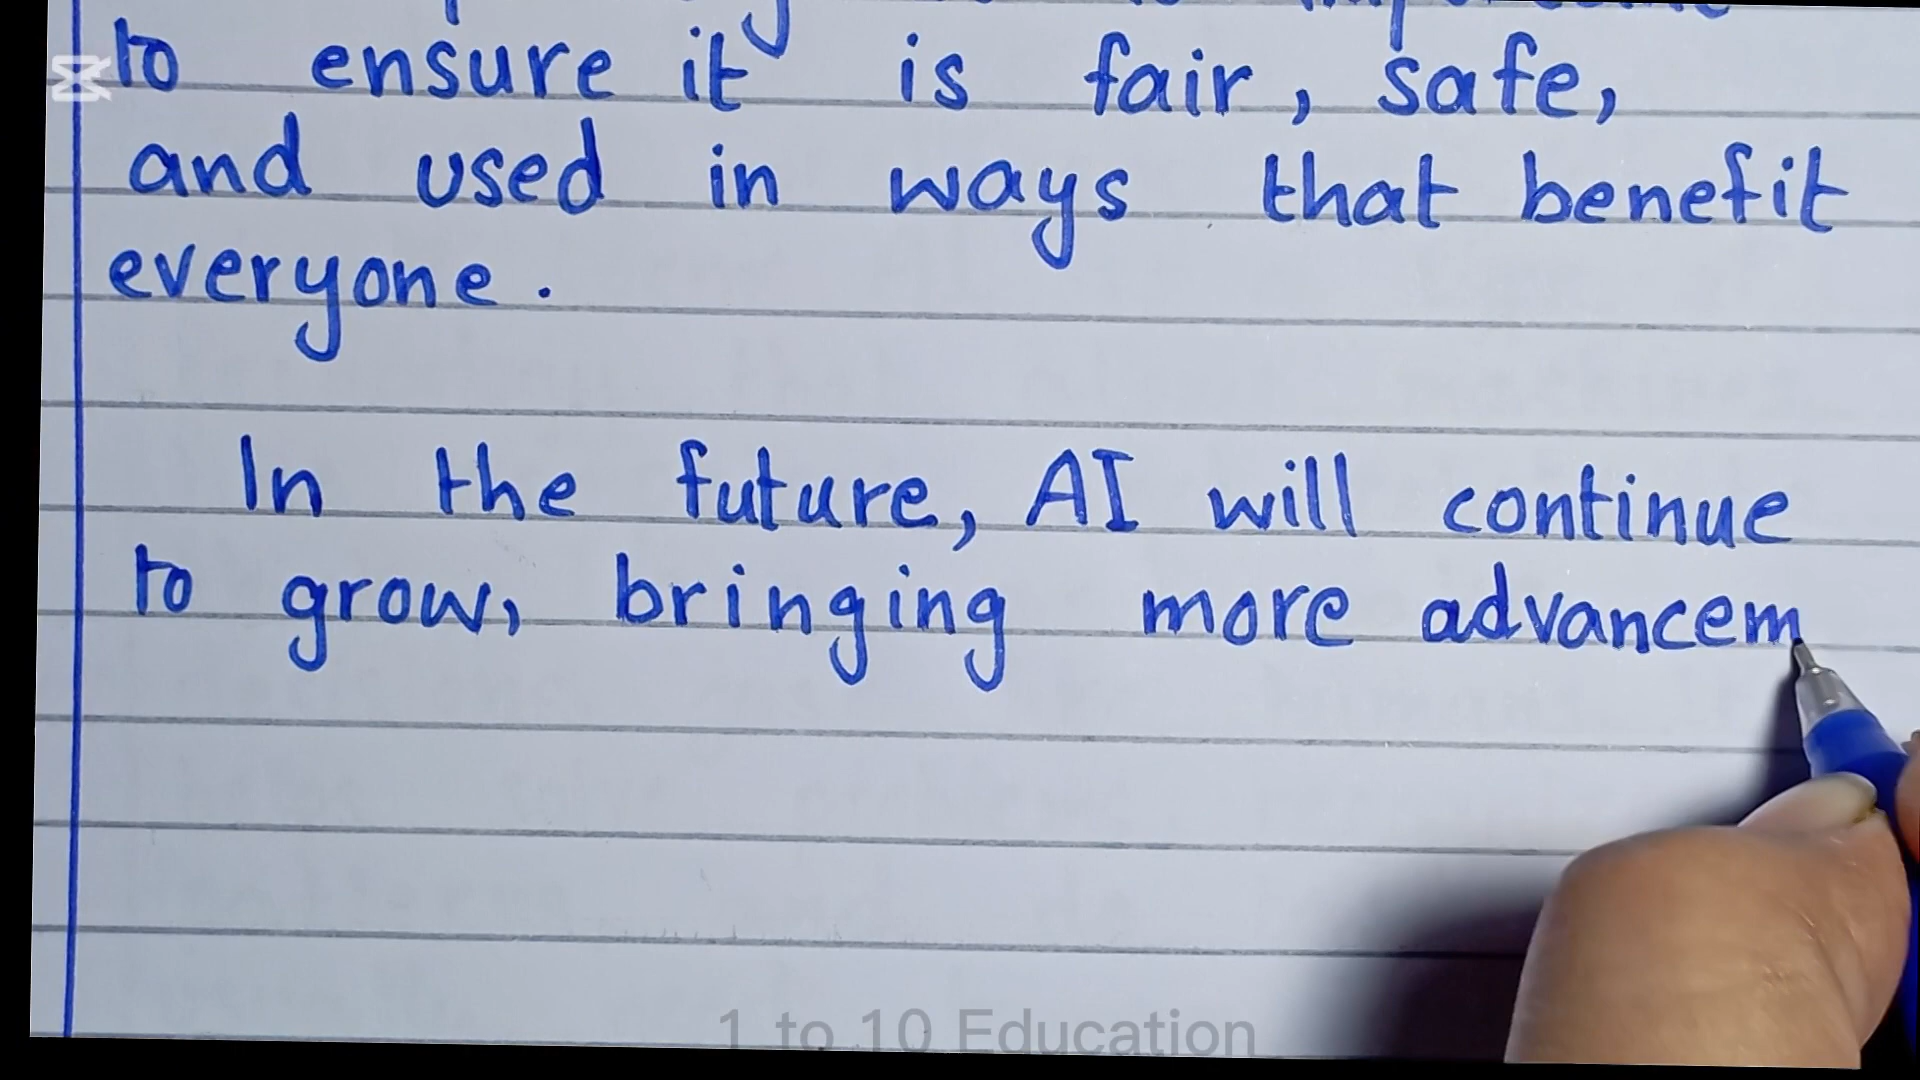 to ensure it is fair, safe,
and used in ways that benefit
everyone.
In the future, AI will continue
to grow, bringing more advancem
1 to 10 Education